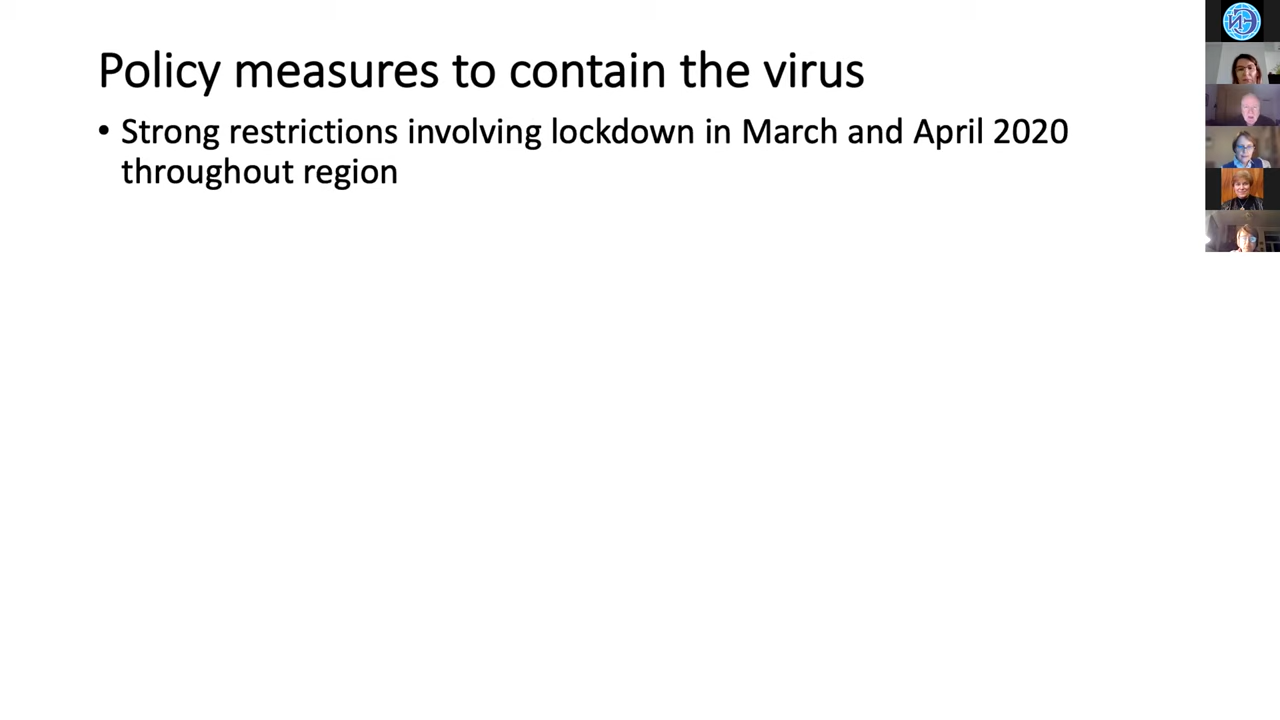 Policy measures to contain the virus
• Strong restrictions involving lockdown in March and April 2020
throughout region